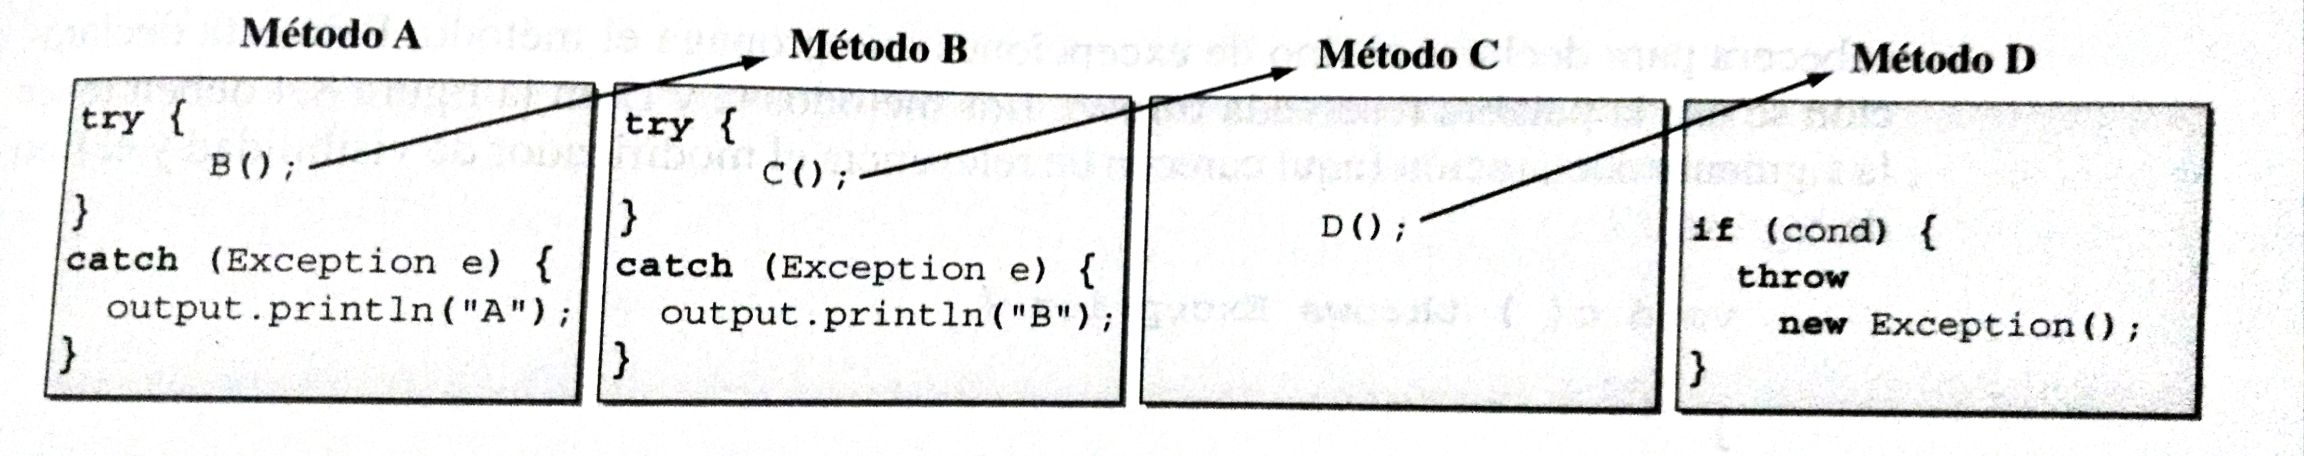 Método A
try {
B();
}
catch (Exception e) {
output.println("A");
}
Método B
try {
C();
}
catch (Exception e) {
output.println("B");
}
Método C
D();
Método D
if (cond) {
throw
new Exception();
}